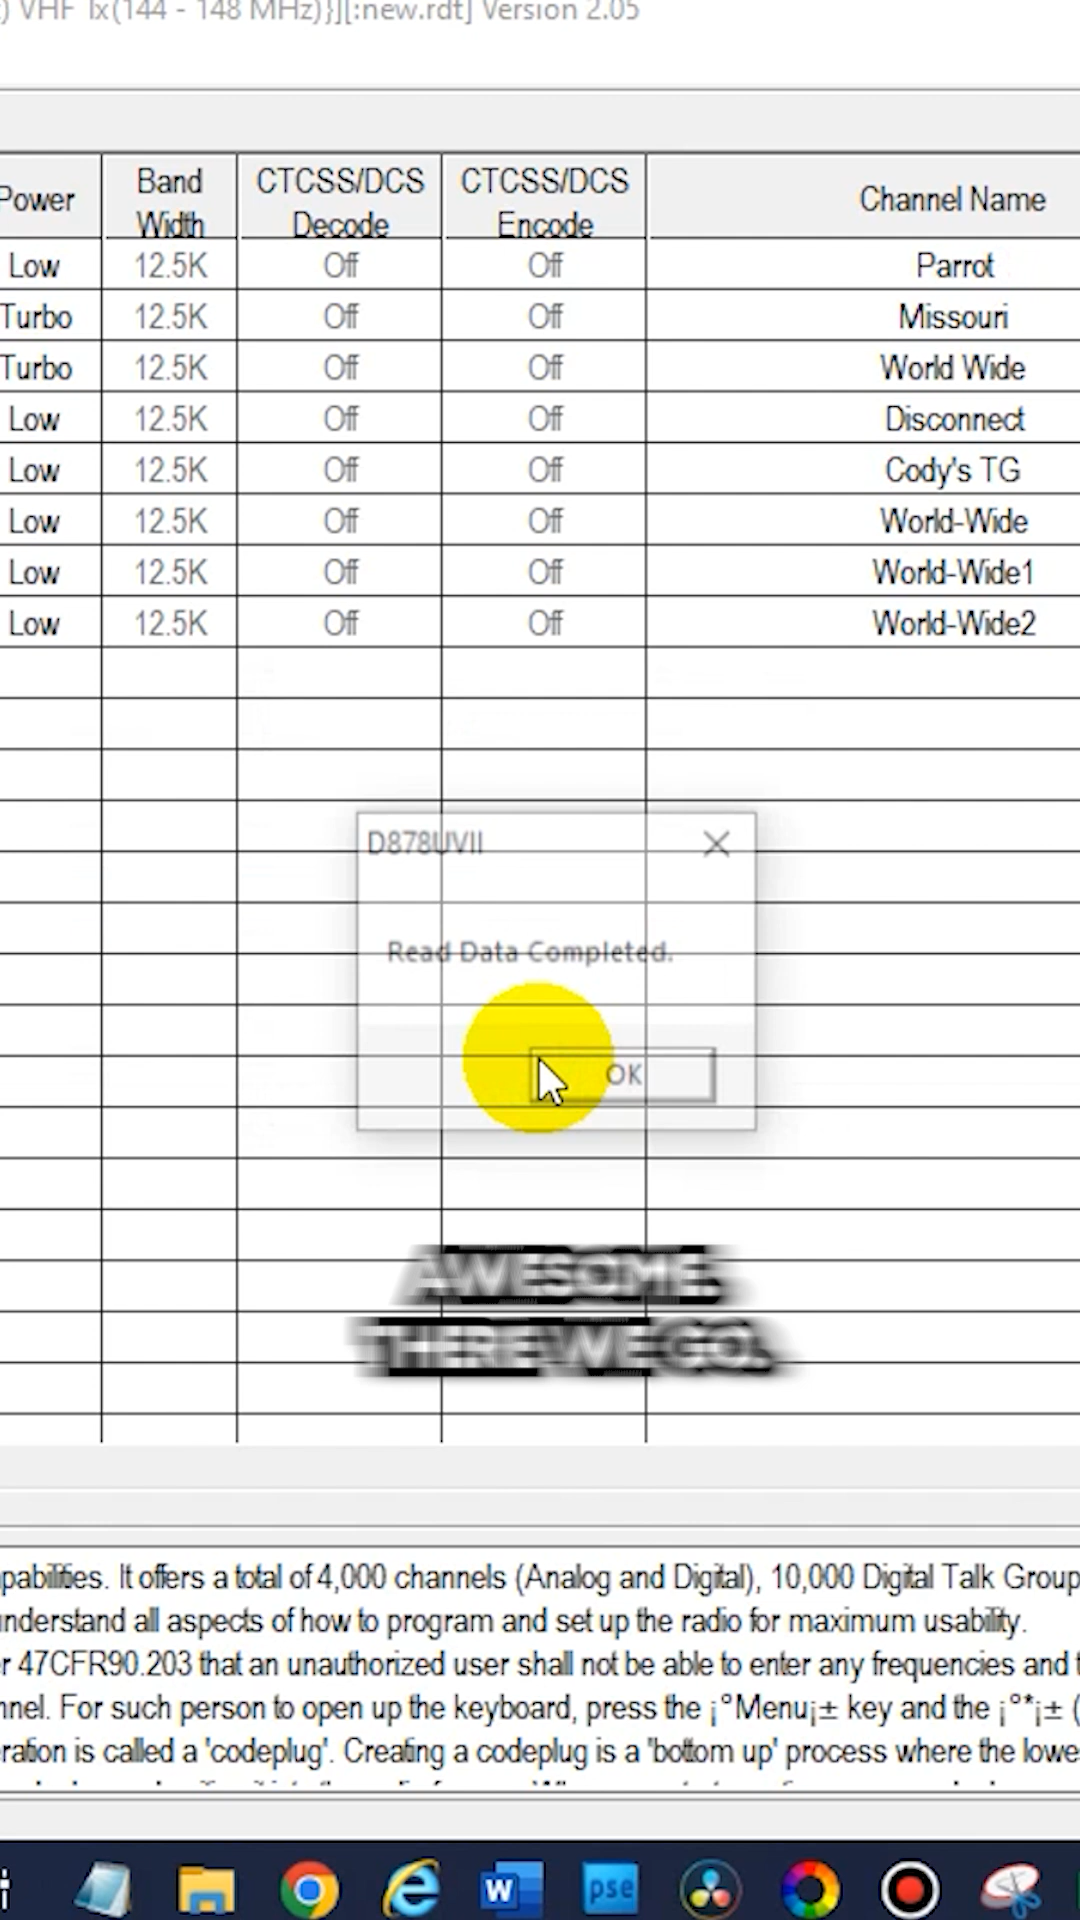 VHF Tx(144 - 148 MHz)}][:new.rdt] Version 2.05
Power Band Width CTCSS/DCS Decode CTCSS/DCS Encode Channel Name
Low 12.5K Off Off Parrot
Turbo 12.5K Off Off Missouri
Turbo 12.5K Off Off World Wide
Low 12.5K Off Off Disconnect
Low 12.5K Off Off Cody's TG
Low 12.5K Off Off World-Wide
Low 12.5K Off Off World-Wide1
Low 12.5K Off Off World-Wide2
D878UVII
Read Data Completed.
OK
AWESOME.
THERE WE GO.
pabilities. It offers a total of 4,000 channels (Analog and Digital), 10,000 Digital Talk Group
nderstand all aspects of how to program and set up the radio for maximum usability.
r 47CFR90.203 that an unauthorized user shall not be able to enter any frequencies and t
nnel. For such person to open up the keyboard, press the ¡°Menu¡± key and the ¡°*¡± (
ration is called a 'codeplug'. Creating a codeplug is a 'bottom up' process where the lowe
W
pse